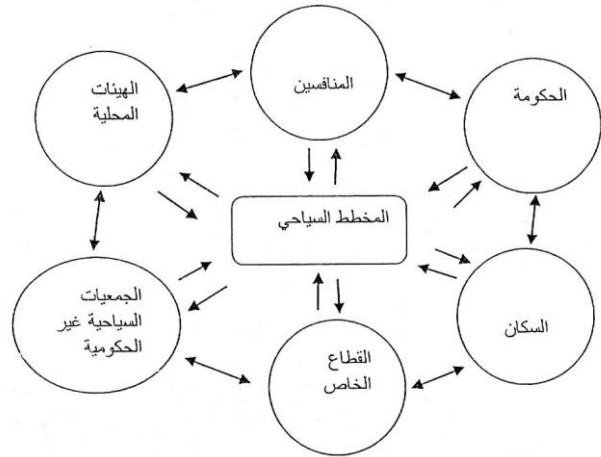 المنافسين
الحكومة
الهيئات
المحلية
المخطط السياحي
الجمعيات
السياحية غير
الحكومية
السكان
القطاع
الخاص